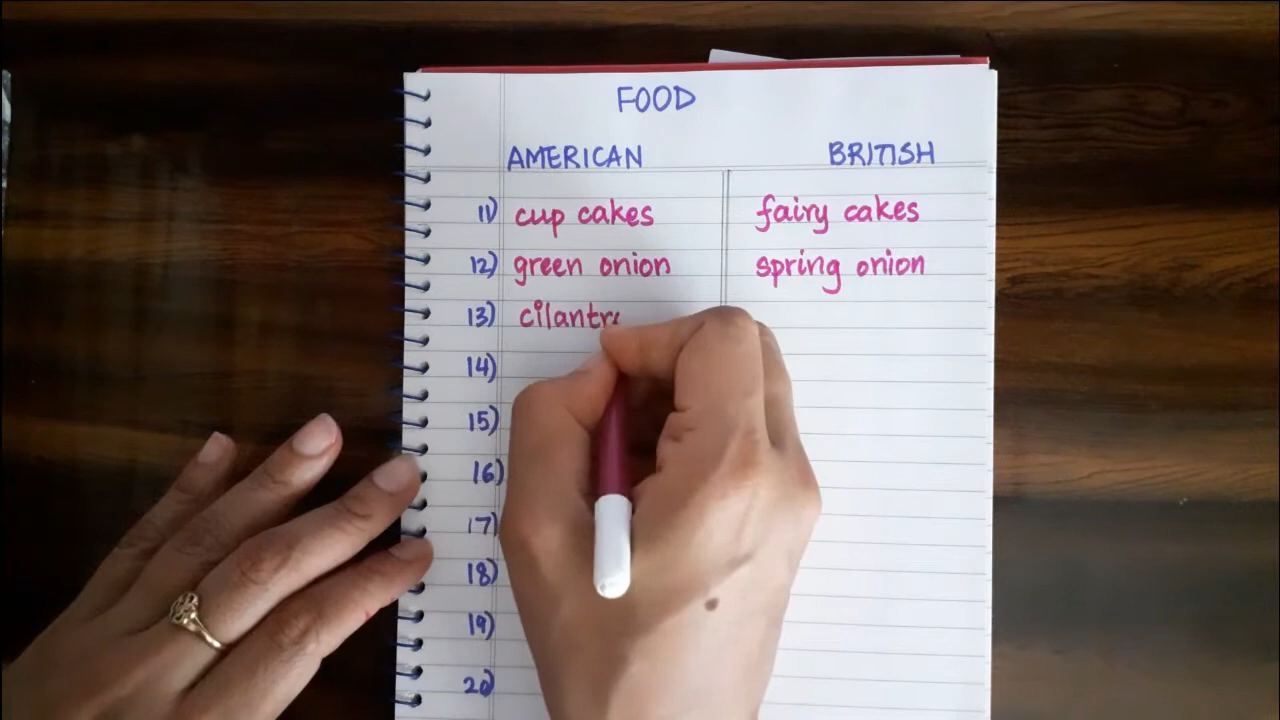 FOOD
AMERICAN BRITISH
11) cup cakes fairy cakes
12) green onion spring onion
13) cilantr
14)
15)
16)
17)
18)
19)
20)